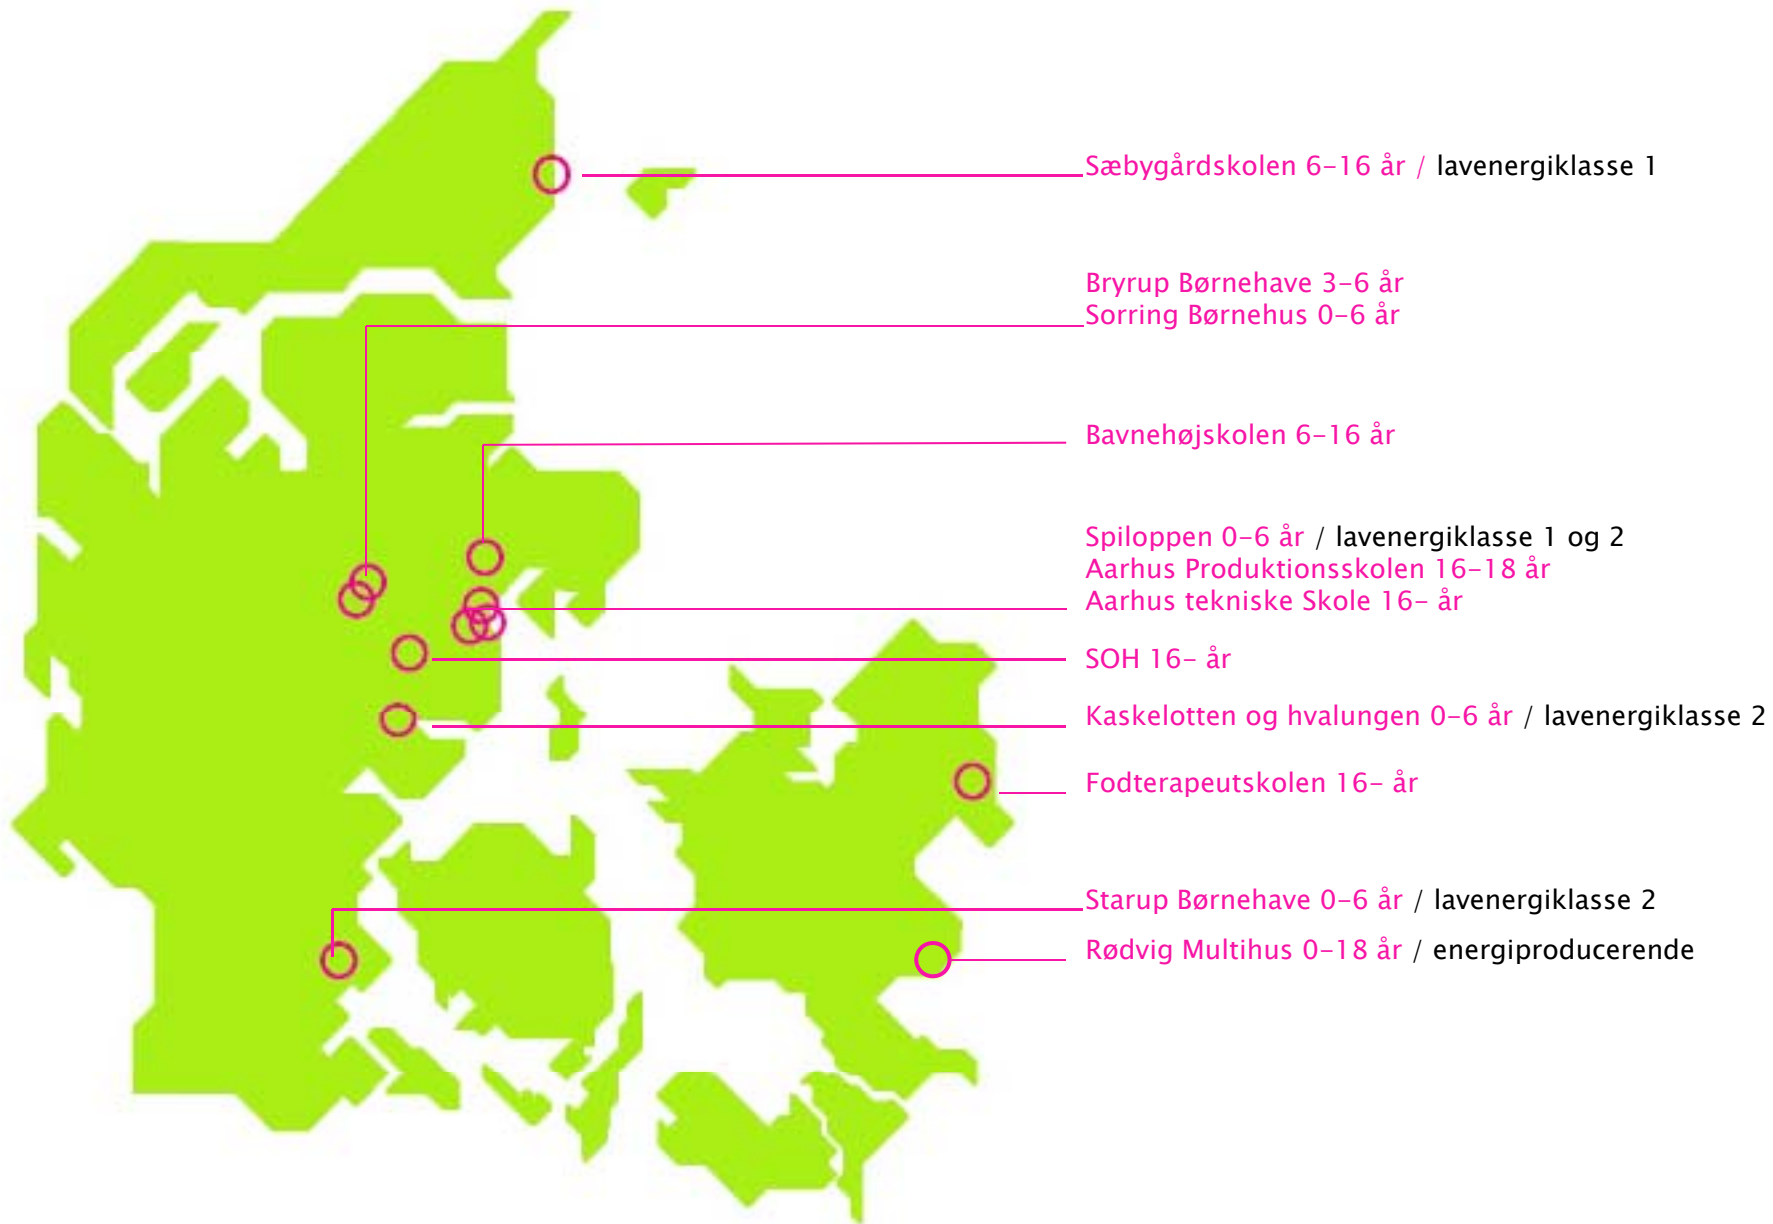 Sæbygårdskolen 6-16 år / lavenergiklasse 1
Bryrup Børnehave 3-6 år
Sorring Børnehus 0-6 år
Bavnehøjskolen 6-16 år
Spiloppen 0-6 år / lavenergiklasse 1 og 2
Aarhus Produktionsskolen 16-18 år
Aarhus tekniske Skole 16- år
SOH 16- år
Kaskelotten og hvalungen 0-6 år / lavenergiklasse 2
Fodterapeutskolen 16- år
Starup Børnehave 0-6 år / lavenergiklasse 2
Rødvig Multihus 0-18 år / energiproducerende